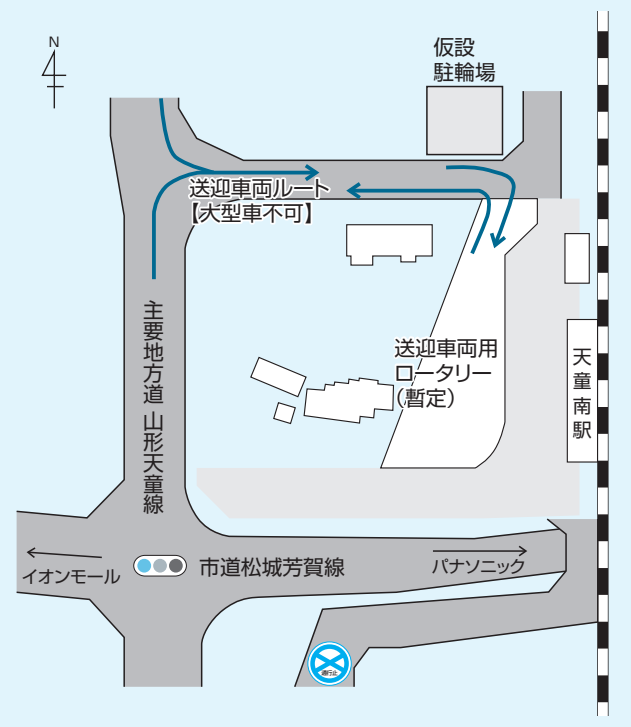 N
仮設
駐輪場
送迎車両ルート
【大型車不可】
主要地方道 山形天童線
送迎車両用
ロータリー
（暫定）
天童南駅
イオンモール
市道松城芳賀線
パナソニック
通行止